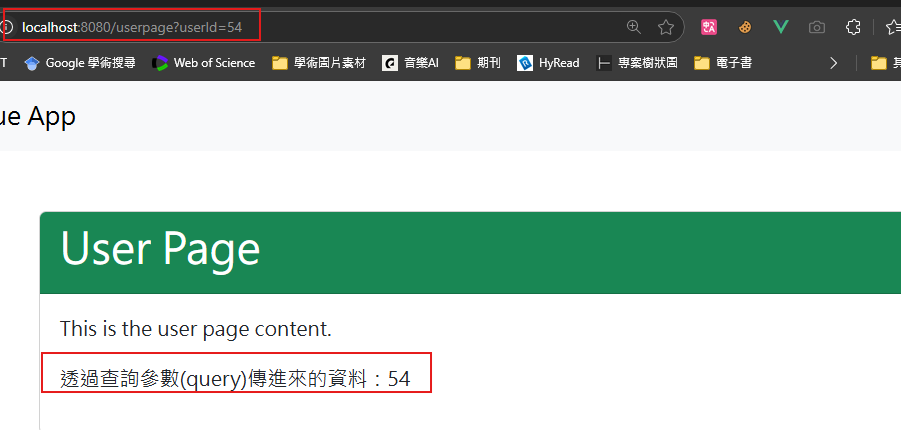 localhost:8080/userpage?userId=54
T Google 學術搜尋 Web of Science 學術圖片素材 音樂AI 期刊 HyRead 專案樹狀圖 電子書
ue App
User Page
This is the user page content.
透過查詢參數(query)傳進來的資料：54